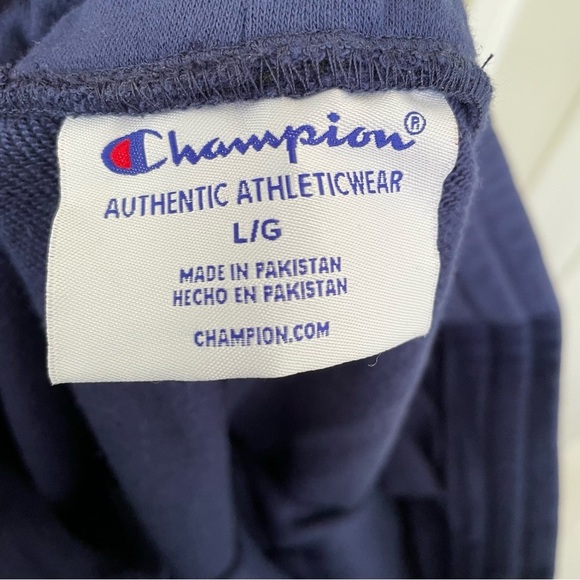 Champion®
AUTHENTIC ATHLETICWEAR
L/G
MADE IN PAKISTAN
HECHO EN PAKISTAN
CHAMPION.COM